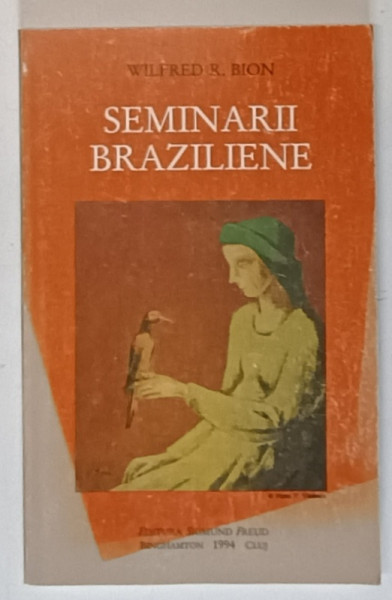 WILFRED R. BION
SEMINARII
BRAZILIENE
EDITURA SIGMUND FREUD
BINGHAMTON 1994 CLUJ